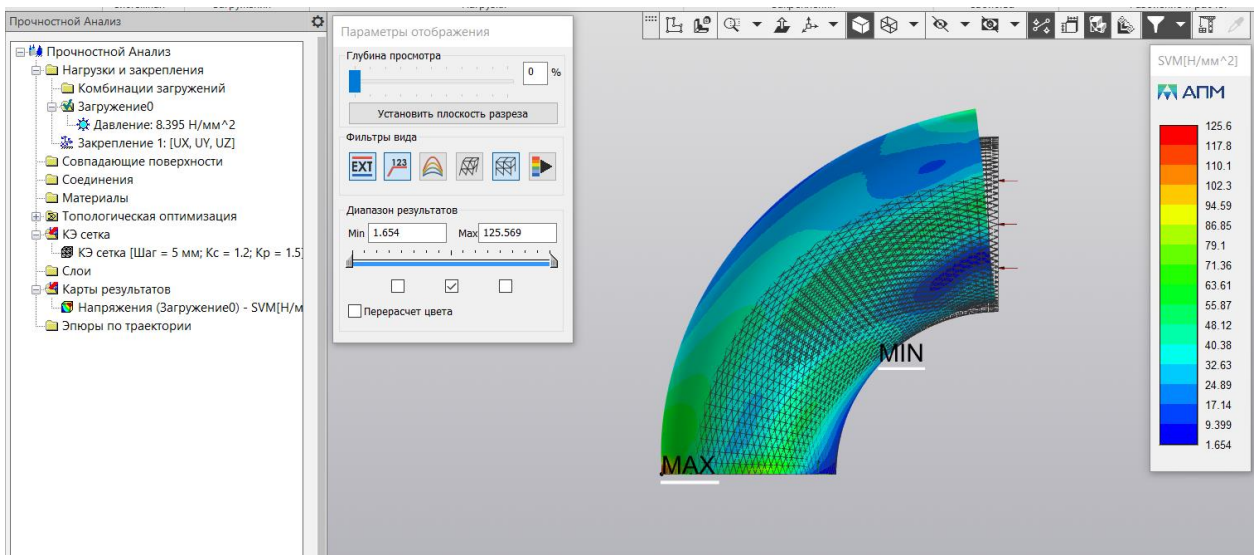 Прочностной Анализ
Прочностной Анализ
Нагрузки и закрепления
Комбинации загружений
Загружение0
Давление: 8.395 Н/мм^2
Закрепление 1: [UX, UY, UZ]
Совпадающие поверхности
Соединения
Материалы
Топологическая оптимизация
КЭ сетка
КЭ сетка [Шаг = 5 мм; Kc = 1.2; Kp = 1.5]
Слои
Карты результатов
Напряжения (Загружение0) - SVM[Н/м
Эпюры по траектории
Параметры отображения
Глубина просмотра
0 %
Установить плоскость разреза
Фильтры вида
EXT 123
Диапазон результатов
Min 1.654 Max 125.569
Перерасчет цвета
MIN
MAX
SVM[Н/мм^2]
АПМ
125.6
117.8
110.1
102.3
94.59
86.85
79.1
71.36
63.61
55.87
48.12
40.38
32.63
24.89
17.14
9.399
1.654